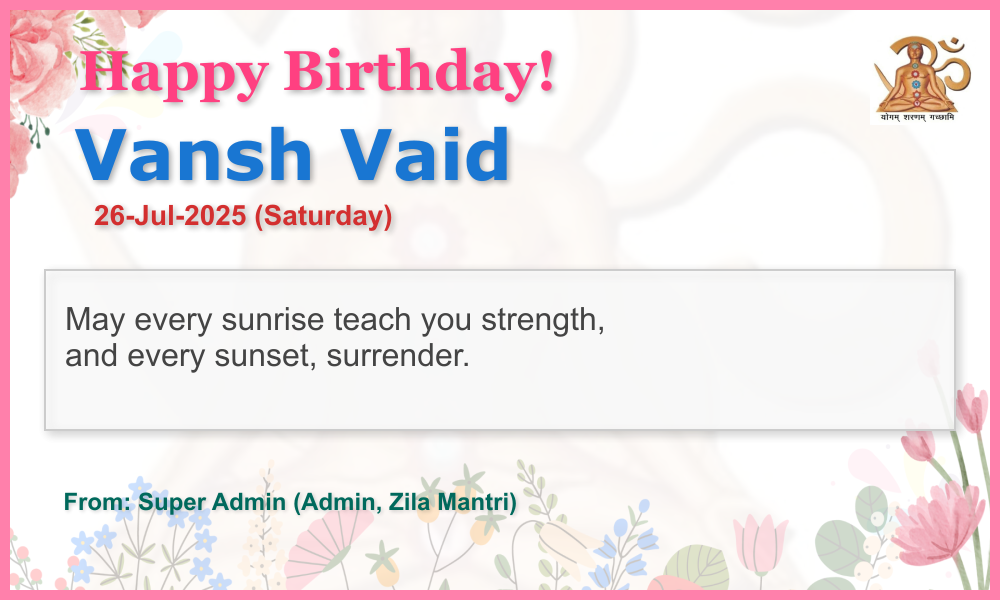 Happy Birthday!
योगम् शरणम् गच्छामि
Vansh Vaid
26-Jul-2025 (Saturday)
May every sunrise teach you strength,
and every sunset, surrender.
From: Super Admin (Admin, Zila Mantri)